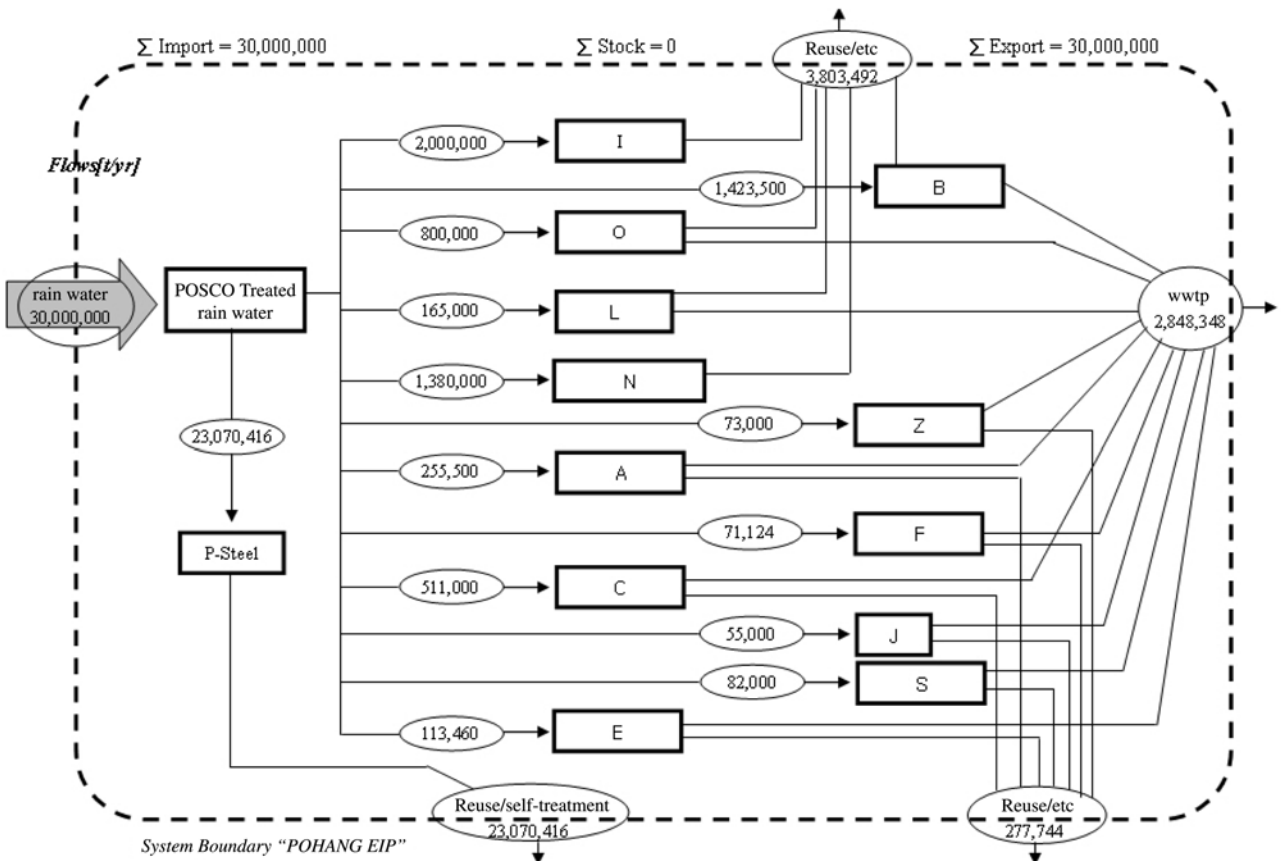 ∑ Import = 30,000,000
∑ Stock = 0
∑ Export = 30,000,000
Reuse/etc
3,803,492
Flows[t/yr]
2,000,000
I
1,423,500
B
800,000
O
rain water
30,000,000
POSCO Treated
rain water
165,000
L
wwtp
2,848,348
1,380,000
N
23,070,416
73,000
Z
255,500
A
P-Steel
71,124
F
511,000
C
55,000
J
82,000
S
113,460
E
Reuse/self-treatment
23,070,416
Reuse/etc
277,744
System Boundary “POHANG EIP”